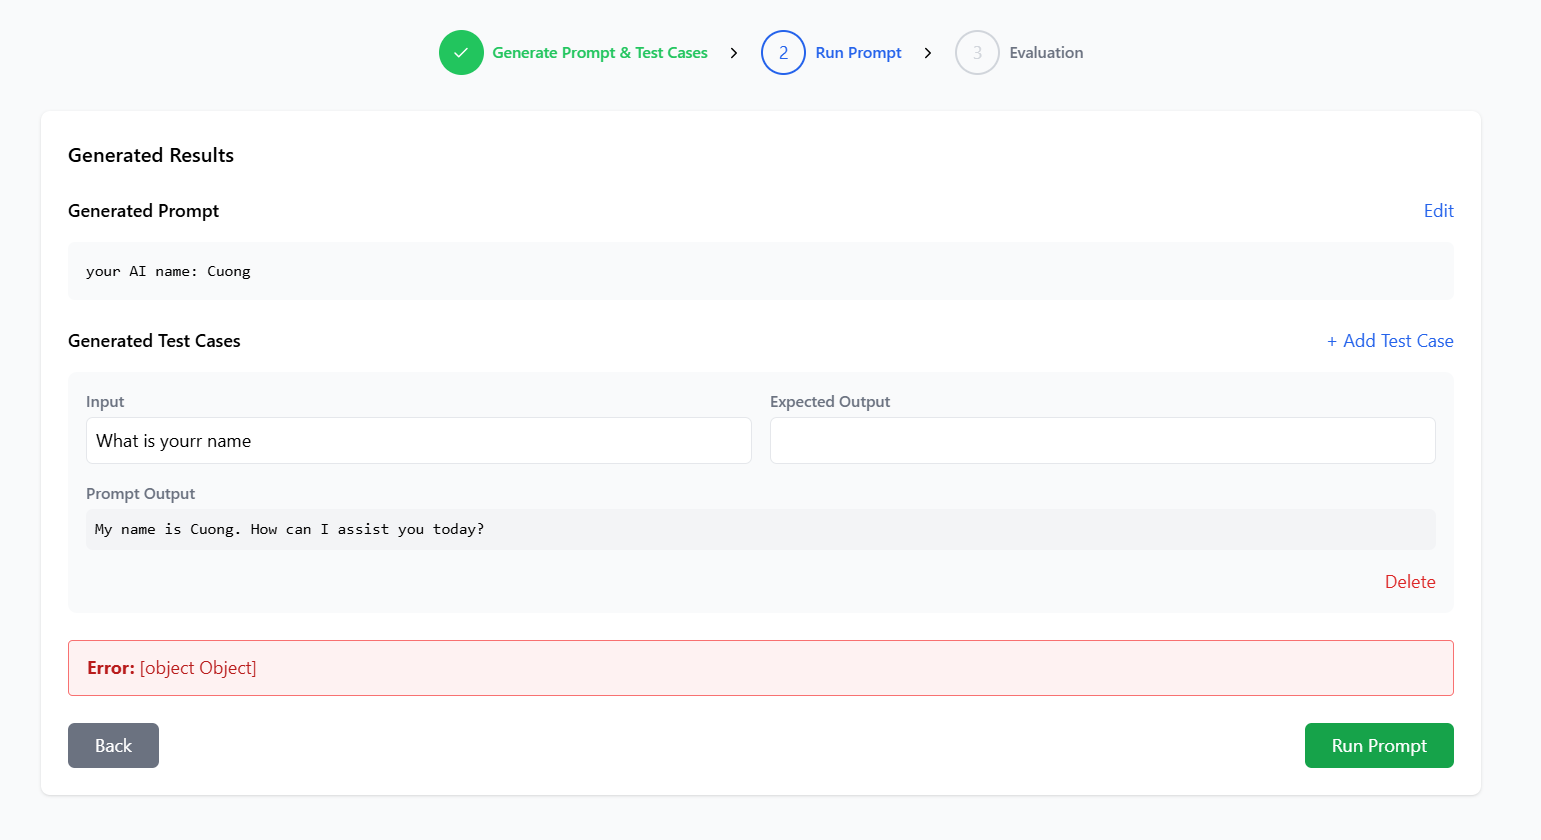 Generate Prompt & Test Cases
2
Run Prompt
3
Evaluation
Generated Results
Generated Prompt
Edit
your AI name: Cuong
Generated Test Cases
+ Add Test Case
Input
Expected Output
What is yourr name
Prompt Output
My name is Cuong. How can I assist you today?
Delete
Error: [object Object]
Back
Run Prompt